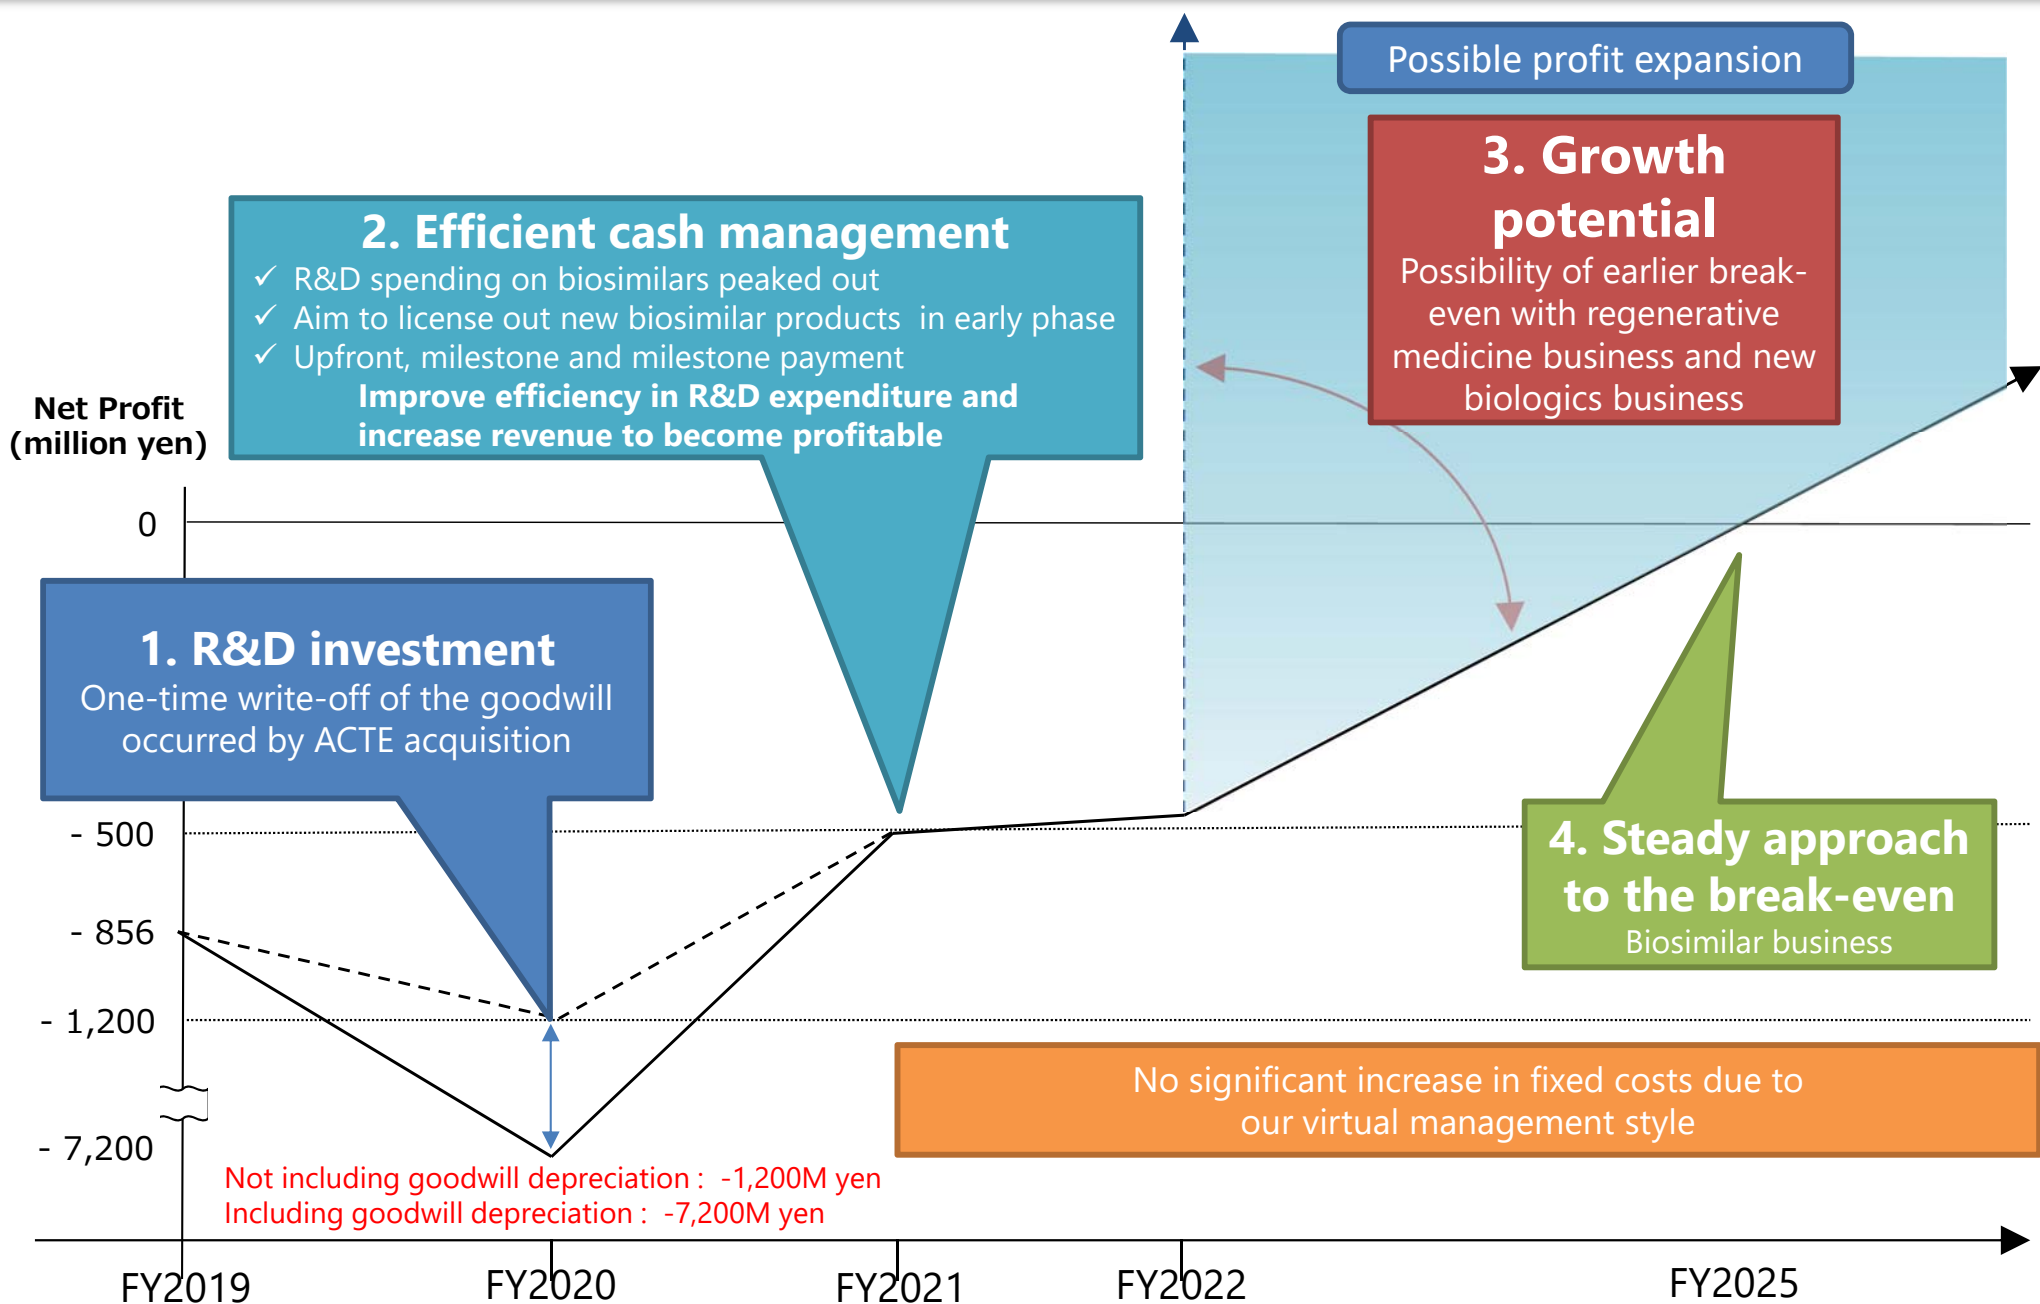 Possible profit expansion
3. Growth
potential
Possibility of earlier break-
even with regenerative
medicine business and new
biologics business
2. Efficient cash management
✓ R&D spending on biosimilars peaked out
✓ Aim to license out new biosimilar products in early phase
✓ Upfront, milestone and milestone payment
Improve efficiency in R&D expenditure and
increase revenue to become profitable
Net Profit
(million yen)
0
1. R&D investment
One-time write-off of the goodwill
occurred by ACTE acquisition
- 500
- 856
- 1,200
- 7,200
4. Steady approach
to the break-even
Biosimilar business
No significant increase in fixed costs due to
our virtual management style
Not including goodwill depreciation : -1,200M yen
Including goodwill depreciation : -7,200M yen
FY2019
FY2020
FY2021
FY2022
FY2025